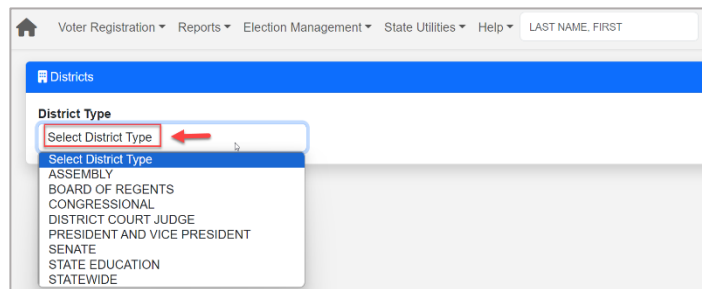 Voter Registration Reports Election Management State Utilities Help LAST NAME, FIRST
Districts
District Type
Select District Type
Select District Type
ASSEMBLY
BOARD OF REGENTS
CONGRESSIONAL
DISTRICT COURT JUDGE
PRESIDENT AND VICE PRESIDENT
SENATE
STATE EDUCATION
STATEWIDE